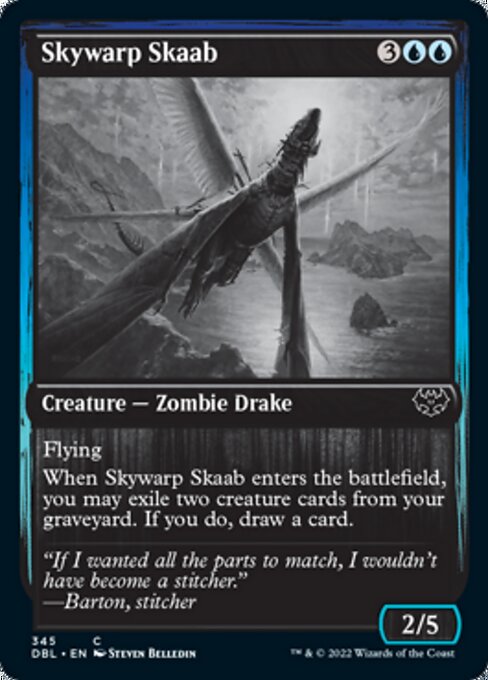 Skywarp Skaab 3
Creature — Zombie Drake
Flying
When Skywarp Skaab enters the battlefield,
you may exile two creature cards from your
graveyard. If you do, draw a card.
“If I wanted all the parts to match, I wouldn’t
have become a stitcher.”
—Barton, stitcher
2/5
345 C
DBL • EN Steven Belledin ™ & © 2022 Wizards of the Coast